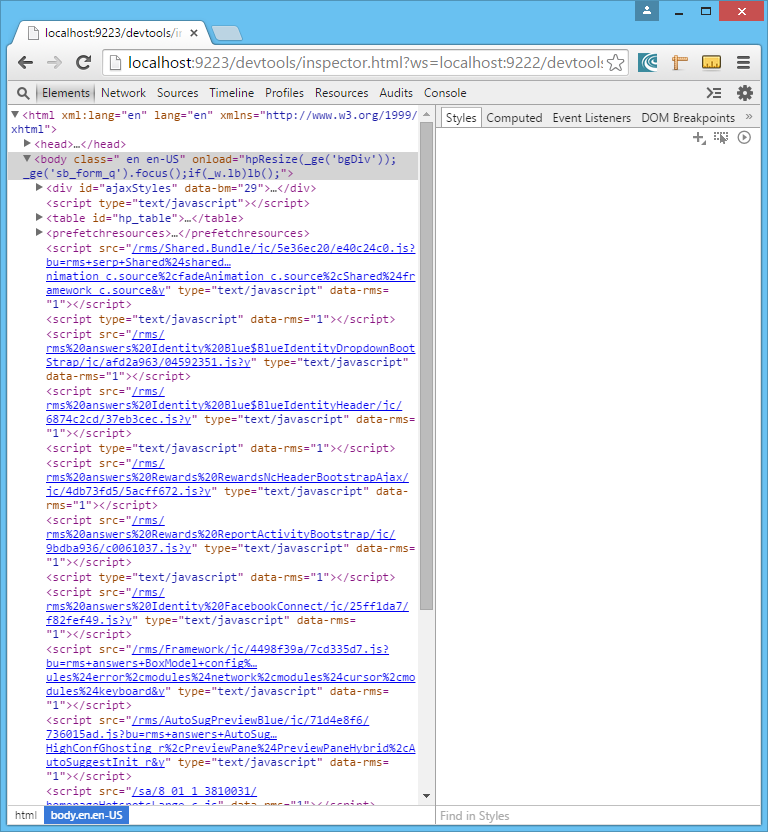 localhost:9223/devtools/in
localhost:9223/devtools/inspector.html?ws=localhost:9222/devtools
Elements Network Sources Timeline Profiles Resources Audits Console
<html xml:lang="en" lang="en" xmlns="http://www.w3.org/1999/
xhtml">
<head>…</head>
<body class=" en en-US" onload="hpResize(_ge('bgDiv'));
_ge('sb_form_q').focus();if(_w.lb)lb();">
<div id="ajaxStyles" data-bm="29">…</div>
<script type="text/javascript"></script>
<table id="hp_table">…</table>
<prefetchresources>…</prefetchresources>
<script src="/rms/Shared.Bundle/jc/5e36ec20/e40c24c0.js?
bu=rms+serp+Shared%24shared…
nimation_c.source%2cfadeAnimation_c.source%2cShared%24fr
amework_c.source&y" type="text/javascript" data-rms=
"1"></script>
<script type="text/javascript" data-rms="1"></script>
<script src="/rms/
rms%20answers%20Identity%20Blue$BlueIdentityDropdownBoot
Strap/jc/afd2a963/04592351.js?y" type="text/javascript"
data-rms="1"></script>
<script src="/rms/
rms%20answers%20Identity%20Blue$BlueIdentityHeader/jc/
6874c2cd/37eb3cec.js?y" type="text/javascript" data-rms=
"1"></script>
<script type="text/javascript" data-rms="1"></script>
<script src="/rms/
rms%20answers%20Rewards%20RewardsNcHeaderBootstrapAjax/
jc/4db73fd5/5acff672.js?y" type="text/javascript" data-
rms="1"></script>
<script src="/rms/
rms%20answers%20Rewards%20ReportActivityBootstrap/jc/
9bdba936/c0061037.js?y" type="text/javascript" data-rms=
"1"></script>
<script type="text/javascript" data-rms="1"></script>
<script src="/rms/
rms%20answers%20Identity%20FacebookConnect/jc/25ff1da7/
f82fef49.js?y" type="text/javascript" data-rms=
"1"></script>
<script src="/rms/Framework/jc/4498f39a/7cd335d7.js?
bu=rms+answers+BoxModel+config%…
ules%24error%2cmodules%24network%2cmodules%24cursor%2cmo
dules%24keyboard&y" type="text/javascript" data-rms=
"1"></script>
<script src="/rms/AutoSugPreviewBlue/jc/71d4e8f6/
736015ad.js?bu=rms+answers+AutoSug…
HighConfGhosting_r%2cPreviewPane%24PreviewPaneHybrid%2cA
utoSuggestInit_r&y" type="text/javascript" data-rms=
"1"></script>
<script src="/sa/8_01_1_3810031/
homepageHotspotsLarge_c.js" data-rms="1"></script>
html body.en.en-US
Styles Computed Event Listeners DOM Breakpoints »
Find in Styles